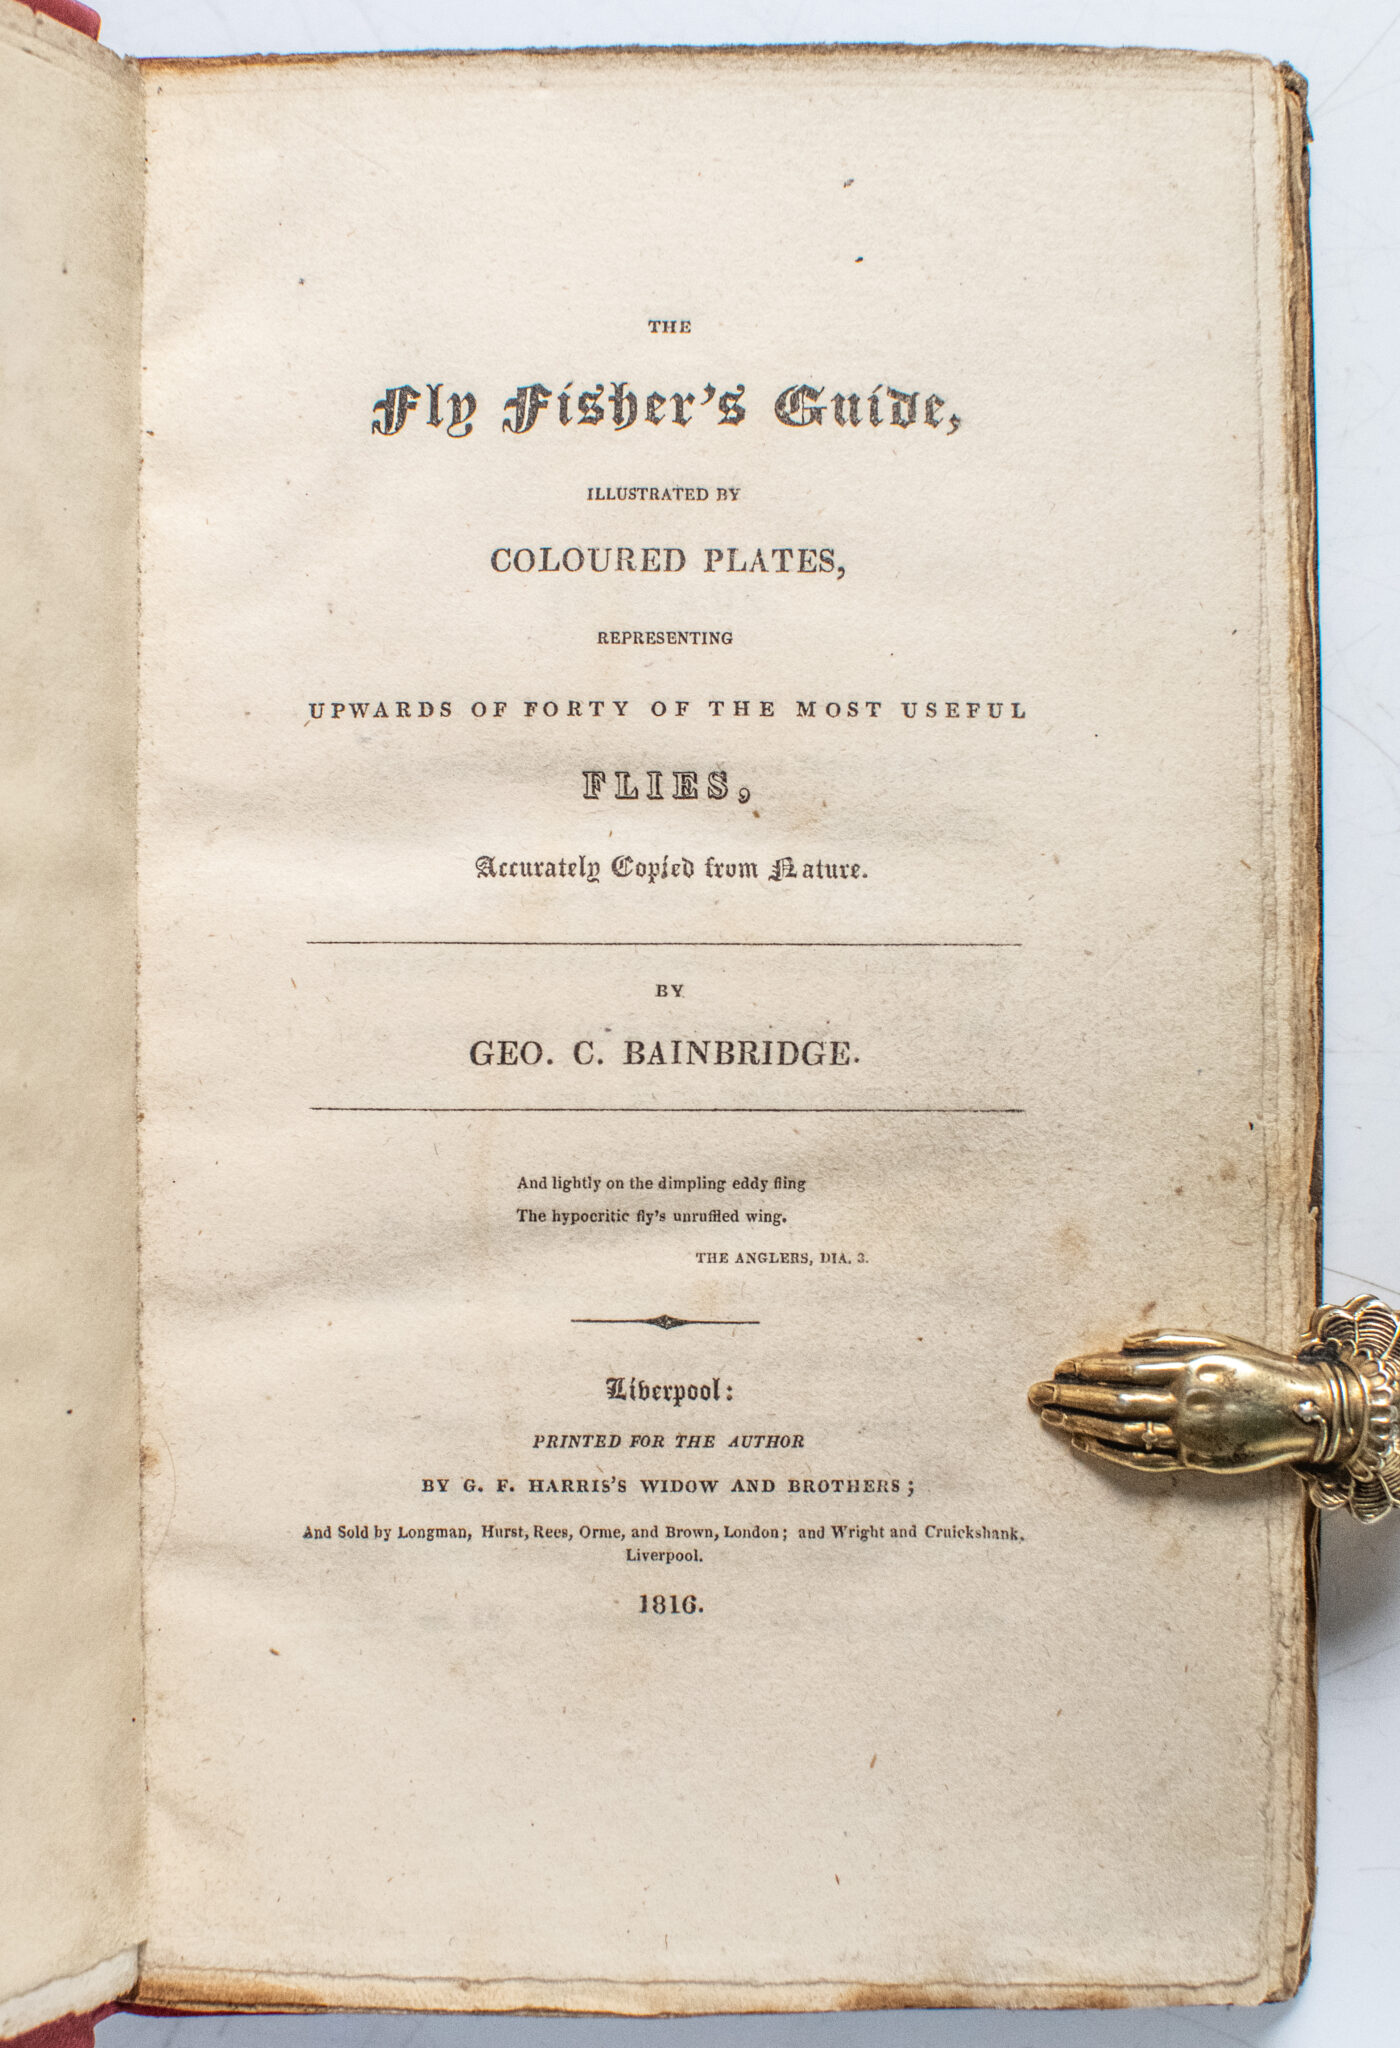 THE
Fly Fisher's Guide,
ILLUSTRATED BY
COLOURED PLATES,
REPRESENTING
UPWARDS OF FORTY OF THE MOST USEFUL
FLIES,
Accurately Copied from Nature.
BY
GEO. C. BAINBRIDGE.
And lightly on the dimpling eddy fling
The hypocritic fly's unruffled wing.
THE ANGLERS, DIA. 3.
Liverpool:
PRINTED FOR THE AUTHOR
BY G. F. HARRIS'S WIDOW AND BROTHERS;
And Sold by Longman, Hurst, Rees, Orme, and Brown, London; and Wright and Cruickshank,
Liverpool.
1816.